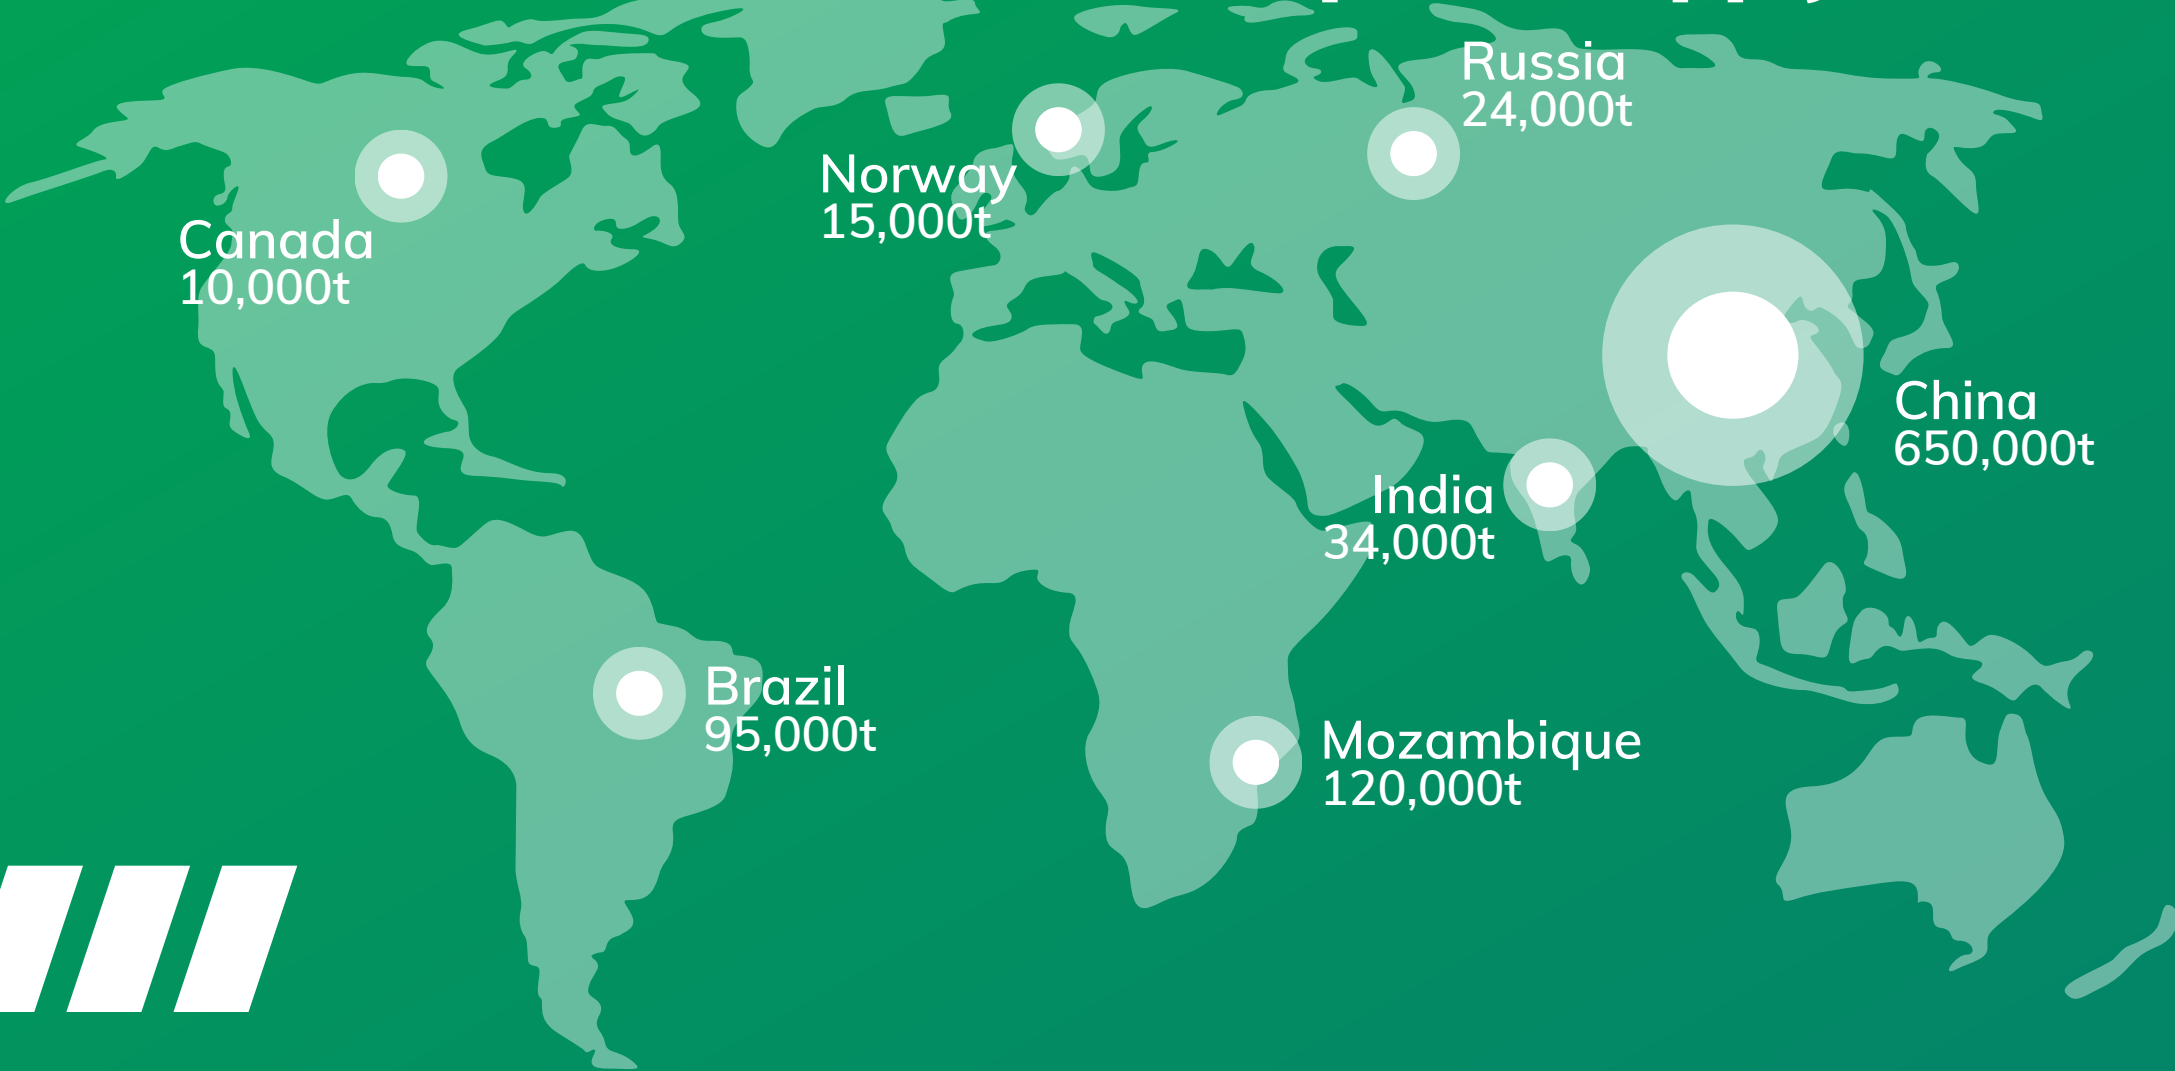 Russia
24,000t
Norway
15,000t
Canada
10,000t
China
650,000t
India
34,000t
Brazil
95,000t
Mozambique
120,000t